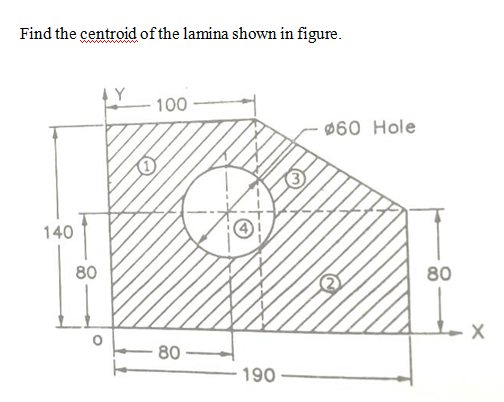 Find the centroid of the lamina shown in figure.
Y
100
ø60 Hole
1
3
140
4
80
80
2
X
O
80
190